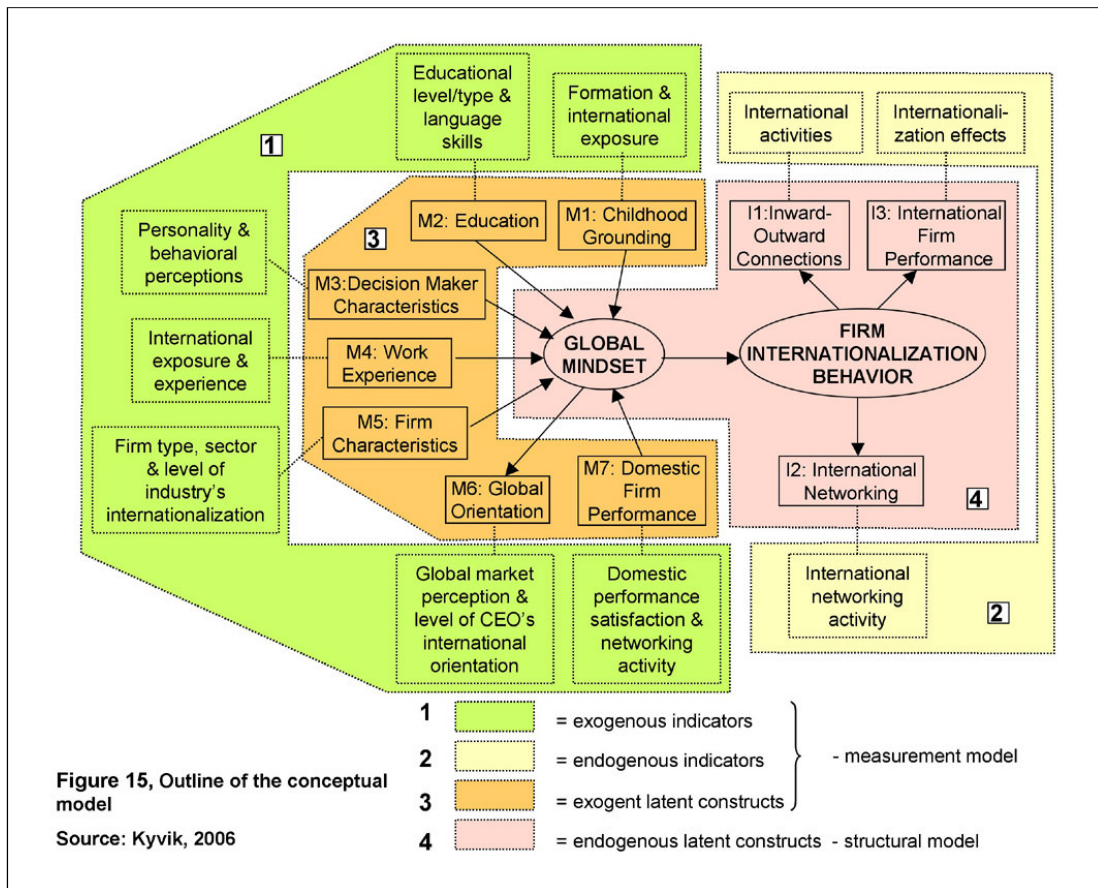 Educational
level/type &
language
skills
Formation &
international
exposure
International
activities
Internationali-
zation effects
1
M2: Education
M1: Childhood
Grounding
I1:Inward-
Outward
Connections
I3: International
Firm
Performance
3
Personality &
behavioral
perceptions
M3:Decision Maker
Characteristics
International
exposure &
experience
M4: Work
Experience
GLOBAL
MINDSET
FIRM
INTERNATIONALIZATION
BEHAVIOR
Firm type, sector
& level of
industry's
internationalization
M5: Firm
Characteristics
M6: Global
Orientation
M7: Domestic
Firm
Performance
I2: International
Networking
4
Global market
perception &
level of CEO's
international
orientation
Domestic
performance
satisfaction &
networking
activity
International
networking
activity
2
1 = exogenous indicators
2 = endogenous indicators - measurement model
3 = exogent latent constructs
4 = endogenous latent constructs - structural model
Figure 15, Outline of the conceptual
model
Source: Kyvik, 2006